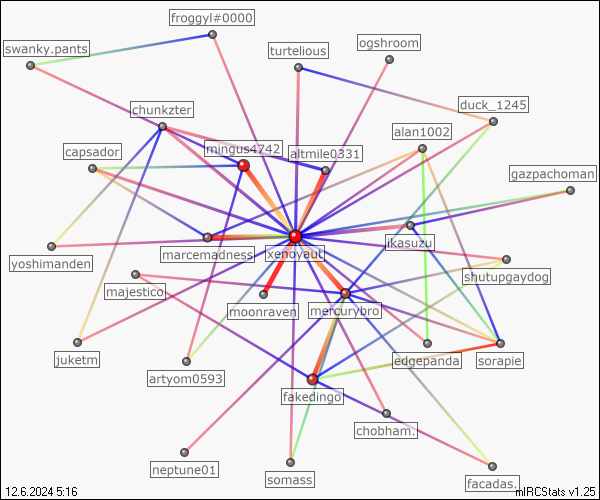 froggyl#0000
swanky.pants
turtelious
ogshroom
chunkzter
duck_1245
alan1002
capsador
mingus4742
altmile0331
gazpachoman
yoshimanden
marcemadness
xenoyaut
ikasuzu
shutupgaydog
majestico
moonraven
mercurybro
juketm
artyom0593
edgepanda
sorapie
fakedingo
chobham.
neptune01
somass
facadas.
12.6.2024 5:16
mIRCStats v1.25